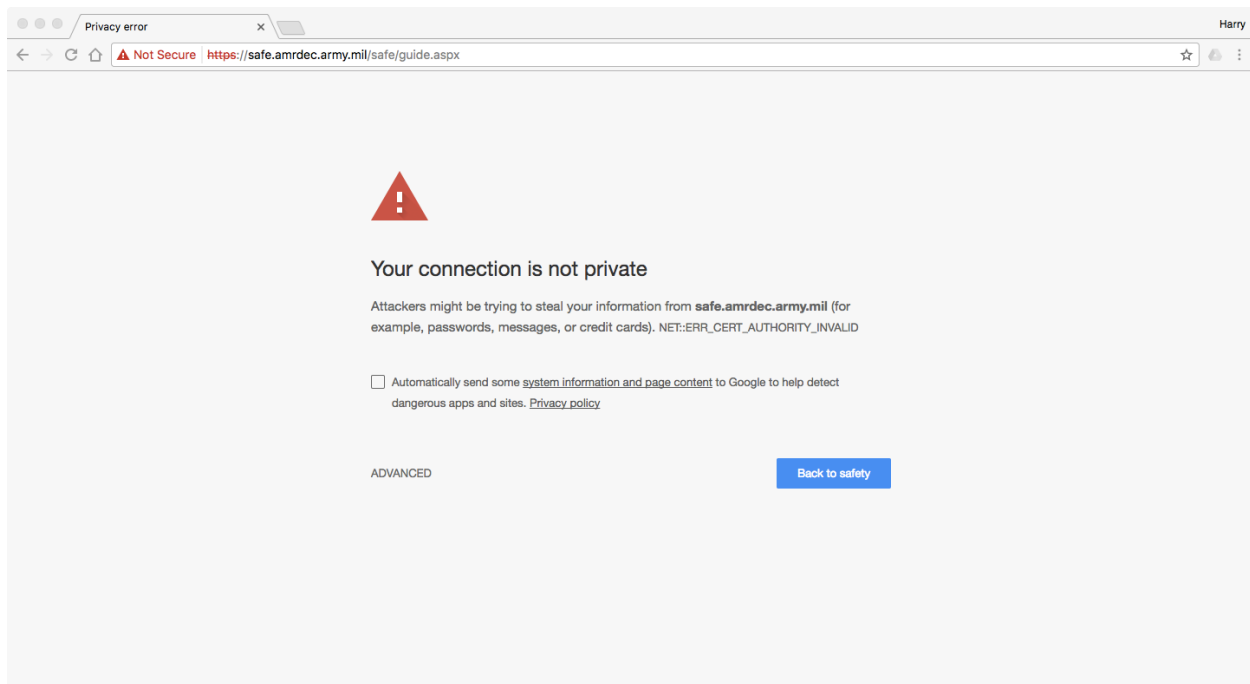 Privacy error
Harry
Not Secure https://safe.amrdec.army.mil/safe/guide.aspx
Your connection is not private
Attackers might be trying to steal your information from safe.amrdec.army.mil (for
example, passwords, messages, or credit cards). NET::ERR_CERT_AUTHORITY_INVALID
Automatically send some system information and page content to Google to help detect
dangerous apps and sites. Privacy policy
ADVANCED
Back to safety